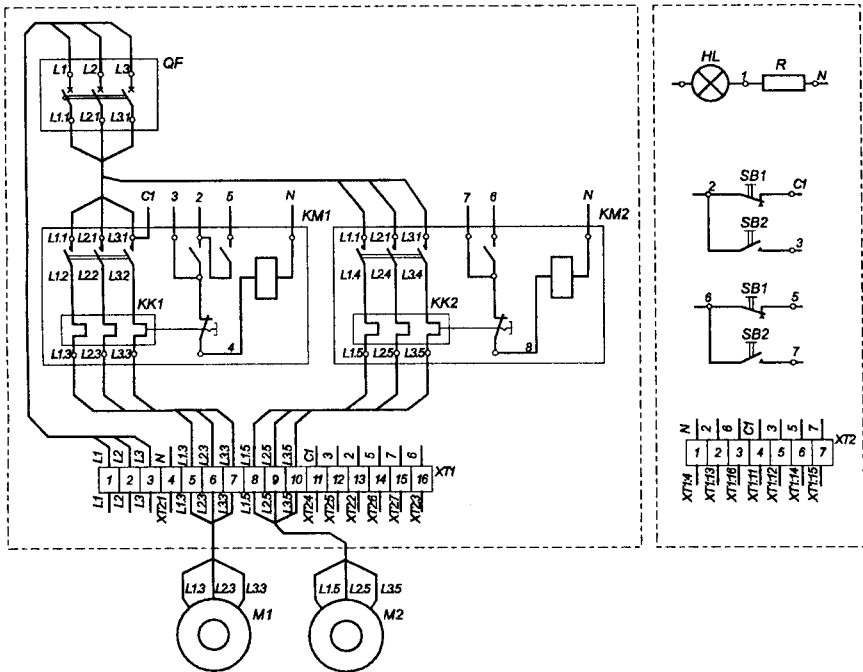 L1 L2 L3 QF
L1.1 L2.1 L3.1
C1 3 2 5 N KM1
L1.1 L2.1 L3.1
L1.2 L2.2 L3.2
KK1
L1.3 L2.3 L3.3 4
7 6 N KM2
L1.1 L2.1 L3.1
L1.4 L2.4 L3.4
KK2
L1.5 L2.5 L3.5 8
L1 L2 L3 N L1.3 L2.3 L3.3 L1.5 L2.5 L3.5 C1 3 2 5 7 6
1 2 3 4 5 6 7 8 9 10 11 12 13 14 15 16 XT1
L1 L2 L3 XT2:1 L1.3 L2.3 L3.3 L1.5 L2.5 L3.5 XT2:4 XT2:5 XT2:2 XT2:6 XT2:7 XT2:3
L1.3 L2.3 L3.3
M1
L1.5 L2.5 L3.5
M2
HL 1 R N
SB1
2 C1
SB2
3
SB1
6 5
SB2
7
N 2 6 C1 3 5 7
1 2 3 4 5 6 7 XT2
XT1:4 XT1:13 XT1:16 XT1:11 XT1:12 XT1:14 XT1:15